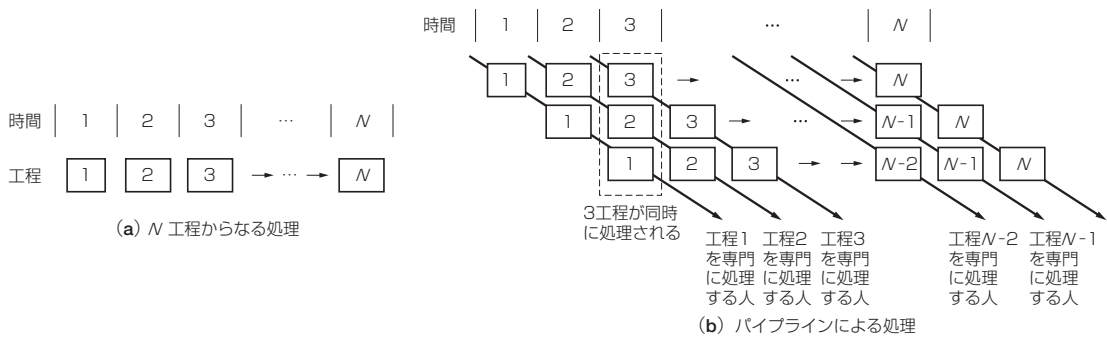 時間 1 2 3 … N
工程 1 2 3 → … → N
(a) N 工程からなる処理
時間 1 2 3 … N
1 2 3 → … → N
1 2 3 → … → N-1 N
1 2 3 → → N-2 N-1 N
3工程が同時
に処理される
工程1
を専門
に処理
する人
工程2
を専門
に処理
する人
工程3
を専門
に処理
する人
工程N-2
を専門
に処理
する人
工程N-1
を専門
に処理
する人
(b) パイプラインによる処理